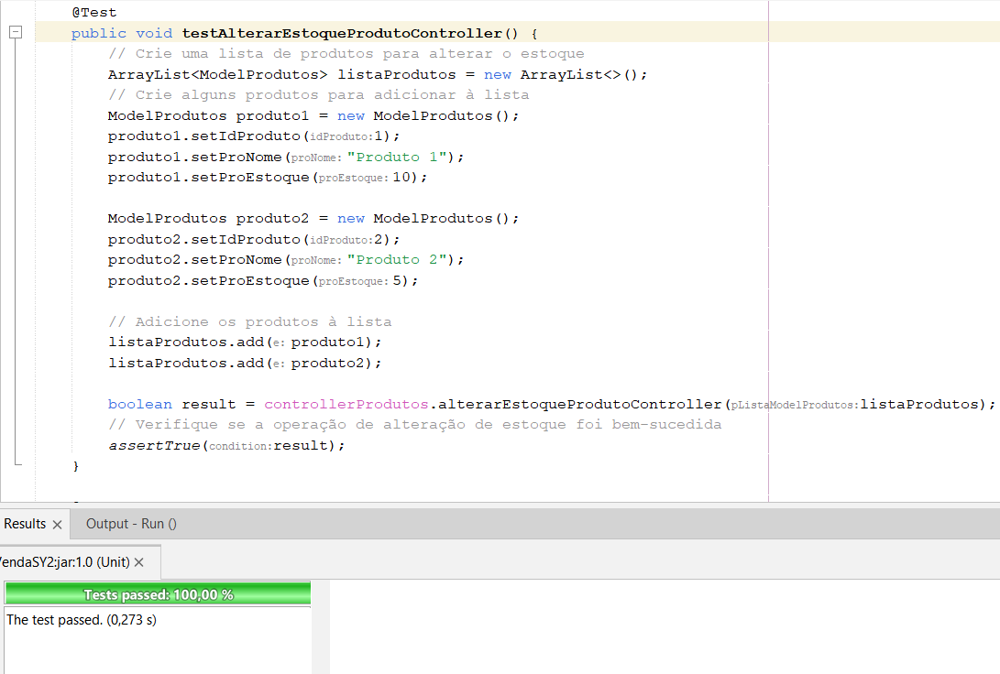 @Test
public void testAlterarEstoqueProdutoController() {
// Crie uma lista de produtos para alterar o estoque
ArrayList<ModelProdutos> listaProdutos = new ArrayList<>();
// Crie alguns produtos para adicionar à lista
ModelProdutos produto1 = new ModelProdutos();
produto1.setIdProduto(idProduto:1);
produto1.setProNome(proNome: "Produto 1");
produto1.setProEstoque(proEstoque: 10);
ModelProdutos produto2 = new ModelProdutos();
produto2.setIdProduto(idProduto:2);
produto2.setProNome(proNome: "Produto 2");
produto2.setProEstoque(proEstoque: 5);
// Adicione os produtos à lista
listaProdutos.add(e: produto1);
listaProdutos.add(e: produto2);
boolean result = controllerProdutos.alterarEstoqueProdutoController(pListaModelProdutos:listaProdutos);
// Verifique se a operação de alteração de estoque foi bem-sucedida
assertTrue(condition:result);
}
Results
Output - Run ()
/endaSY2:jar:1.0 (Unit)
Tests passed: 100,00 %
The test passed. (0,273 s)